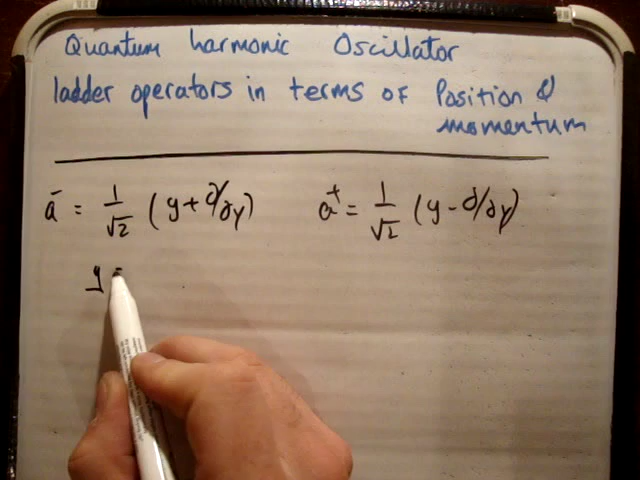 Quantum harmonic Oscillator
ladder operators in terms of Position &
momentum
a⁻ = 1/√2 (y + ∂/∂y)    a⁺ = 1/√2 (y - ∂/∂y)
y =